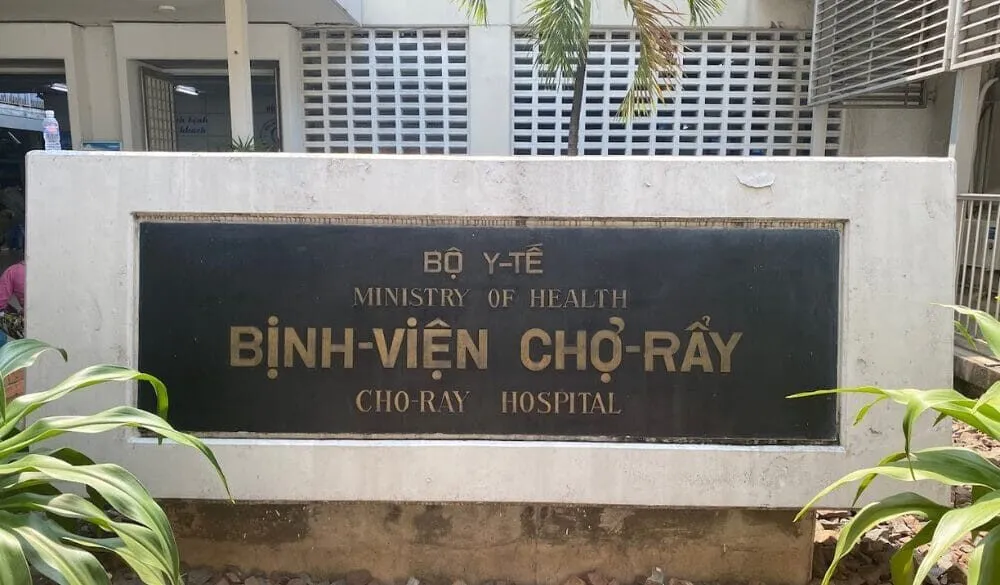 BỘ Y-TẾ
MINISTRY OF HEALTH
BỊNH-VIỆN CHỢ-RẪY
CHO-RAY HOSPITAL